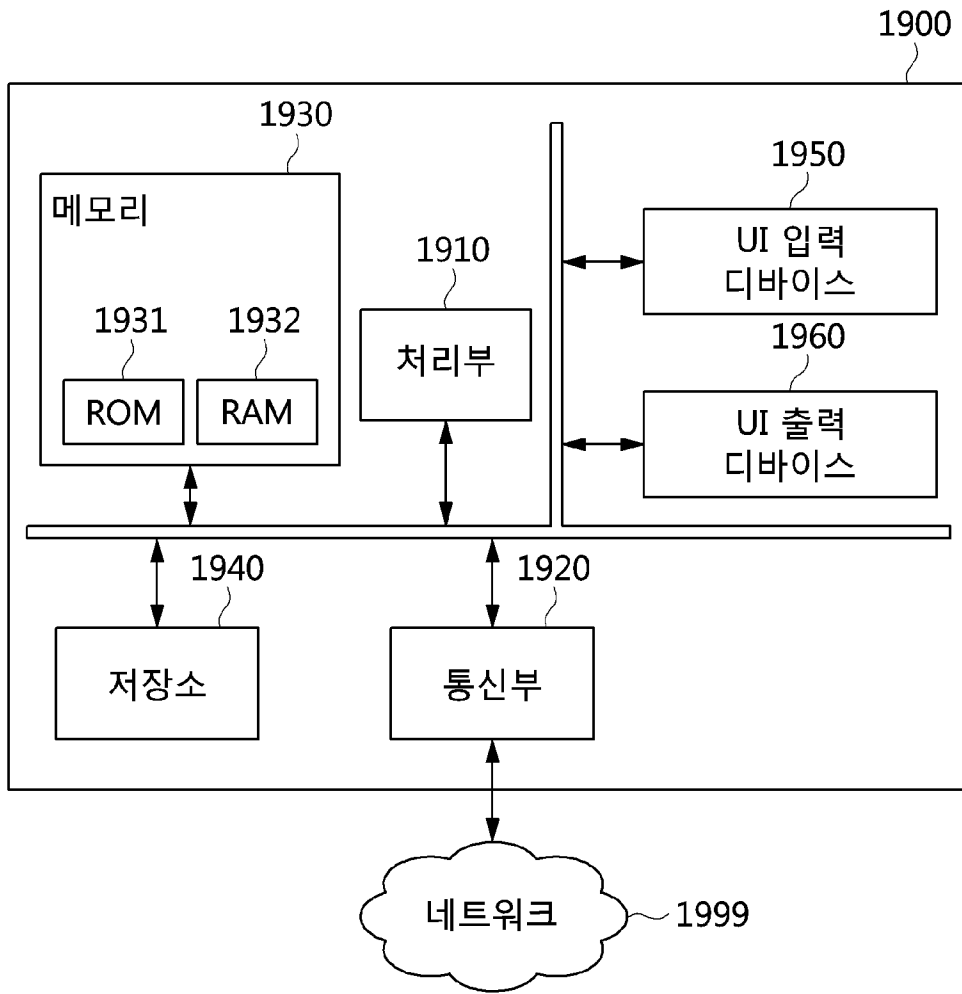 1900
1930
메모리
1931
ROM
1932
RAM
1910
처리부
1950
UI 입력
디바이스
1960
UI 출력
디바이스
1940
저장소
1920
통신부
네트워크
1999